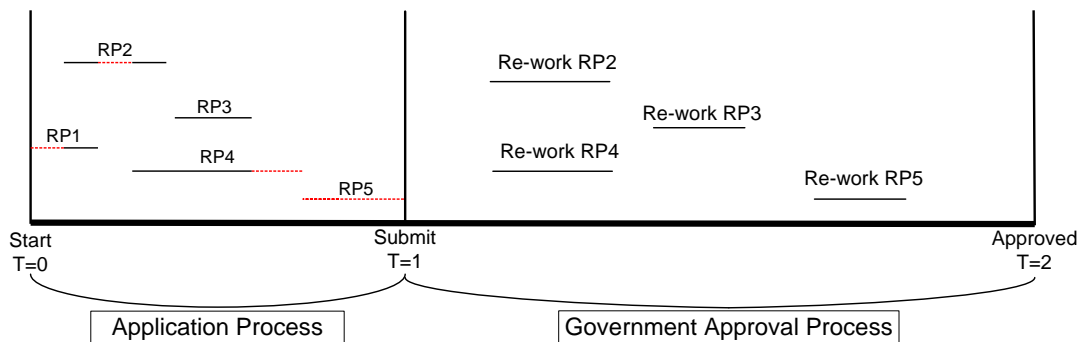 RP2
Re-work RP2
RP3
Re-work RP3
RP1
RP4
Re-work RP4
RP5
Re-work RP5
Start
T=0
Submit
T=1
Approved
T=2
Application Process
Government Approval Process